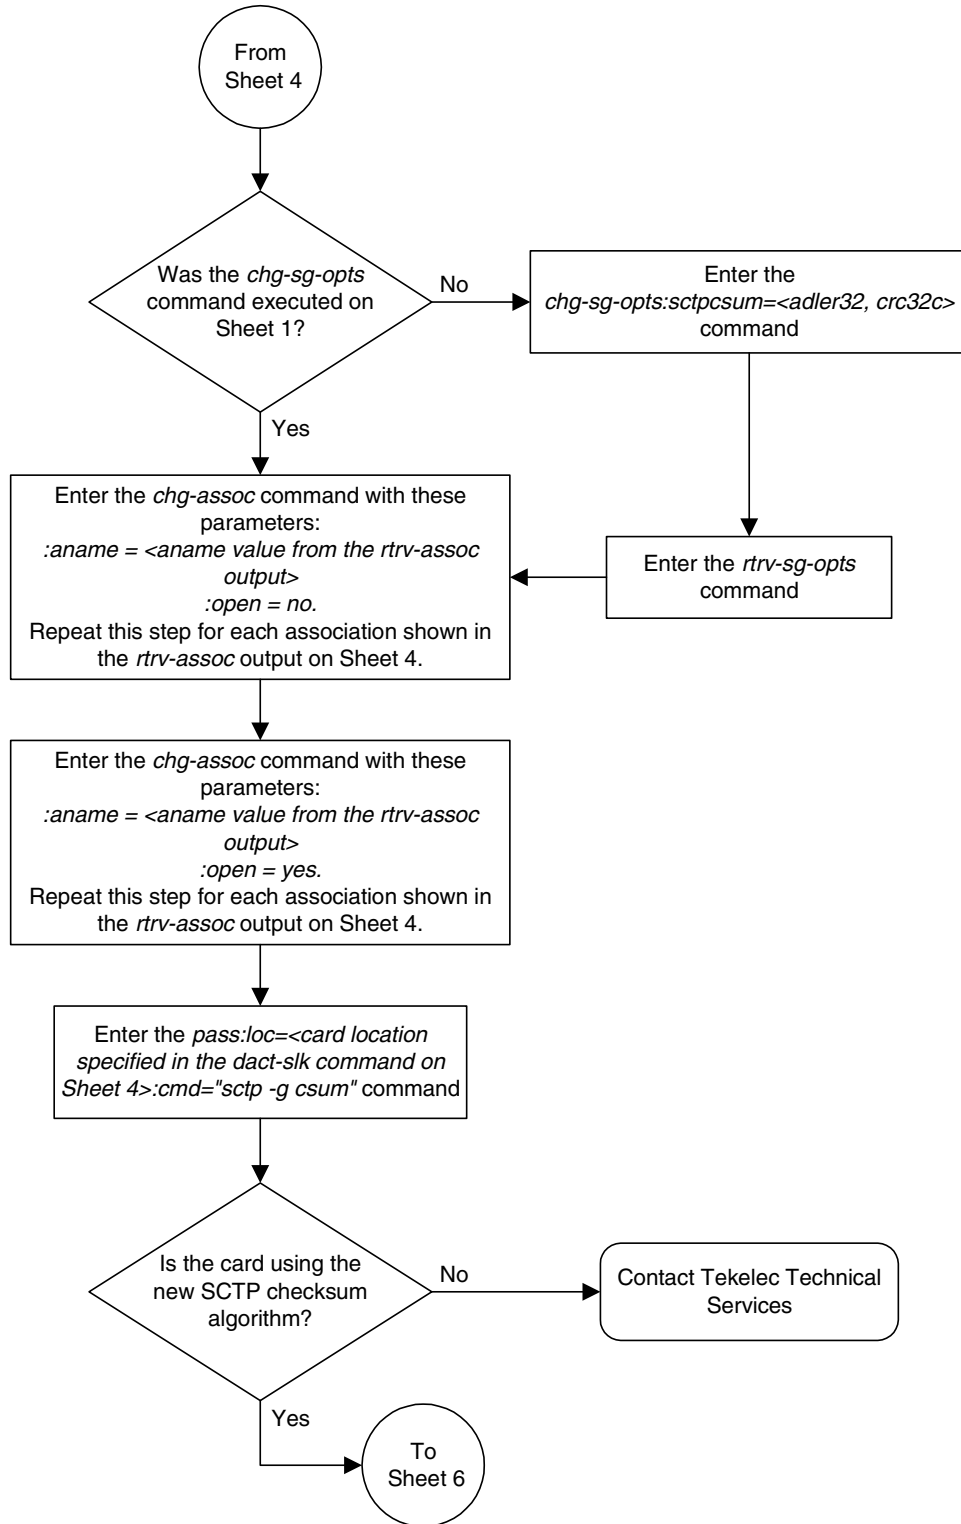 From
Sheet 4
Was the chg-sg-opts
command executed on
Sheet 1?
No
Enter the
chg-sg-opts:sctpcsum=<adler32, crc32c>
command
Yes
Enter the chg-assoc command with these
parameters:
:aname = <aname value from the rtrv-assoc
output>
:open = no.
Repeat this step for each association shown in
the rtrv-assoc output on Sheet 4.
Enter the rtrv-sg-opts
command
Enter the chg-assoc command with these
parameters:
:aname = <aname value from the rtrv-assoc
output>
:open = yes.
Repeat this step for each association shown in
the rtrv-assoc output on Sheet 4.
Enter the pass:loc=<card location
specified in the dact-slk command on
Sheet 4>:cmd="sctp -g csum" command
Is the card using the
new SCTP checksum
algorithm?
No
Contact Tekelec Technical
Services
Yes
To
Sheet 6